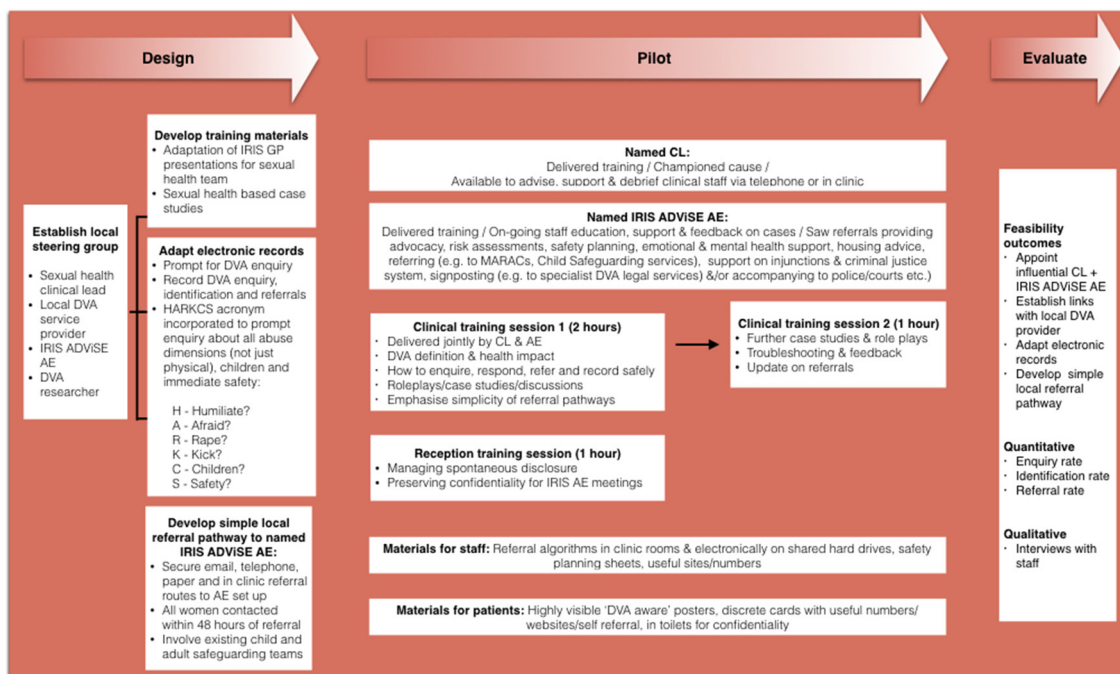 Design
Pilot
Evaluate
Establish local
steering group
• Sexual health
clinical lead
• Local DVA
service
provider
• IRIS ADViSE
AE
• DVA
researcher
Develop training materials
• Adaptation of IRIS GP
presentations for sexual
health team
• Sexual health based case
studies
Adapt electronic records
• Prompt for DVA enquiry
• Record DVA enquiry,
identification and referrals
• HARKCS acronym
incorporated to prompt
enquiry about all abuse
dimensions (not just
physical), children and
immediate safety:
H - Humiliate?
A - Afraid?
R - Rape?
K - Kick?
C - Children?
S - Safety?
Develop simple local
referral pathway to named
IRIS ADViSE AE:
• Secure email, telephone,
paper and in clinic referral
routes to AE set up
• All women contacted
within 48 hours of referral
• Involve existing child and
adult safeguarding teams
Named CL:
Delivered training / Championed cause /
Available to advise, support & debrief clinical staff via telephone or in clinic
Named IRIS ADViSE AE:
Delivered training / On-going staff education, support & feedback on cases / Saw referrals providing
advocacy, risk assessments, safety planning, emotional & mental health support, housing advice,
referring (e.g. to MARACs, Child Safeguarding services), support on injunctions & criminal justice
system, signposting (e.g. to specialist DVA legal services) &/or accompanying to police/courts etc.)
Clinical training session 1 (2 hours)
• Delivered jointly by CL & AE
• DVA definition & health impact
• How to enquire, respond, refer and record safely
• Roleplays/case studies/discussions
• Emphasise simplicity of referral pathways
Clinical training session 2 (1 hour)
• Further case studies & role plays
• Troubleshooting & feedback
• Update on referrals
Reception training session (1 hour)
• Managing spontaneous disclosure
• Preserving confidentiality for IRIS AE meetings
Materials for staff: Referral algorithms in clinic rooms & electronically on shared hard drives, safety
planning sheets, useful sites/numbers
Materials for patients: Highly visible 'DVA aware' posters, discrete cards with useful numbers/
websites/self referral, in toilets for confidentiality
Feasibility
outcomes
• Appoint
influential CL +
IRIS ADViSE AE
• Establish links
with local DVA
provider
• Adapt electronic
records
• Develop simple
local referral
pathway
Quantitative
• Enquiry rate
• Identification rate
• Referral rate
Qualitative
• Interviews with
staff